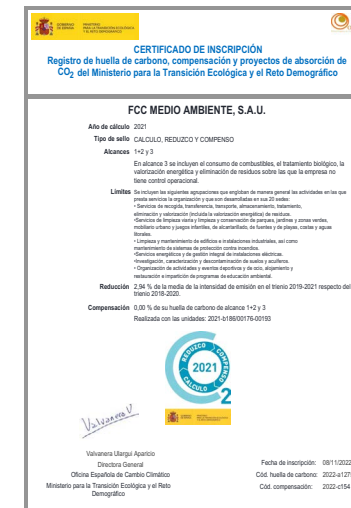 GOBIERNO DE ESPAÑA
MINISTERIO PARA LA TRANSICIÓN ECOLÓGICA Y EL RETO DEMOGRÁFICO
CERTIFICADO DE INSCRIPCIÓN
Registro de huella de carbono, compensación y proyectos de absorción de
CO2 del Ministerio para la Transición Ecológica y el Reto Demográfico
FCC MEDIO AMBIENTE, S.A.U.
Año de cálculo 2021
Tipo de sello CALCULO, REDUZCO Y COMPENSO
Alcances 1+2 y 3
En alcance 3 se incluyen el consumo de combustibles, el tratamiento biológico, la
valorización energética y eliminación de residuos sobre las que la empresa no
tiene control operacional.
Límites Se incluyen las siguientes agrupaciones que engloban de manera general las actividades en las que
presta servicios la organización y que son desarrolladas en sus 20 sedes:
• Servicios de recogida, transferencia, transporte, almacenamiento, tratamiento,
eliminación y valorización (incluida la valorización energética) de residuos.
•Servicios de limpieza viaria y limpieza y conservación de parques, jardines y zonas verdes,
mobiliario urbano y juegos infantiles, de alcantarillado, de fuentes y de playas, costas y aguas
litorales.
• Limpieza y mantenimiento de edificios e instalaciones industriales, así como
mantenimiento de sistemas de protección contra incendios.
•Servicios energéticos y de gestión integral de instalaciones eléctricas.
•Investigación, caracterización y descontaminación de suelos y acuíferos.
• Organización de actividades y eventos deportivos y de ocio, alojamiento y
restauración e impartición de programas de educación ambiental.
Reducción 2,94 % de la media de la intensidad de emisión en el trienio 2019-2021 respecto del
trienio 2018-2020.
Compensación 0,00 % de su huella de carbono de alcance 1+2 y 3
Realizada con las unidades: 2021-b186/00176-00193
REDUZCO
COMPENSO
CALCULO
2021
2
Valvanera U
Valvanera Ulargui Aparicio
Directora General
Oficina Española de Cambio Climático
Ministerio para la Transición Ecológica y el Reto
Demográfico
Fecha de inscripción: 08/11/2022
Cód. huella de carbono: 2022-a127
Cód. compensación: 2022-c154